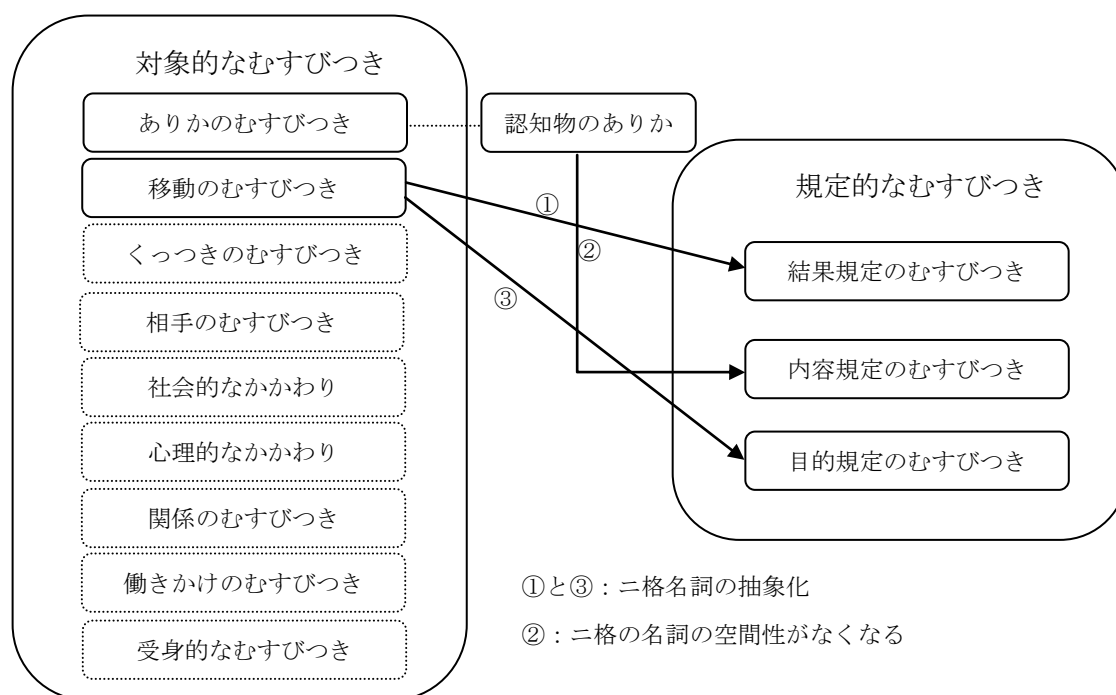 対象的なむすびつき
ありかのむすびつき
認知物のありか
移動のむすびつき
くっつきのむすびつき
相手のむすびつき
社会的なかかわり
心理的なかかわり
関係のむすびつき
働きかけのむすびつき
受身的なむすびつき
①
②
③
規定的なむすびつき
結果規定のむすびつき
内容規定のむすびつき
目的規定のむすびつき
①と③：ニ格名詞の抽象化
②：ニ格の名詞の空間性がなくなる